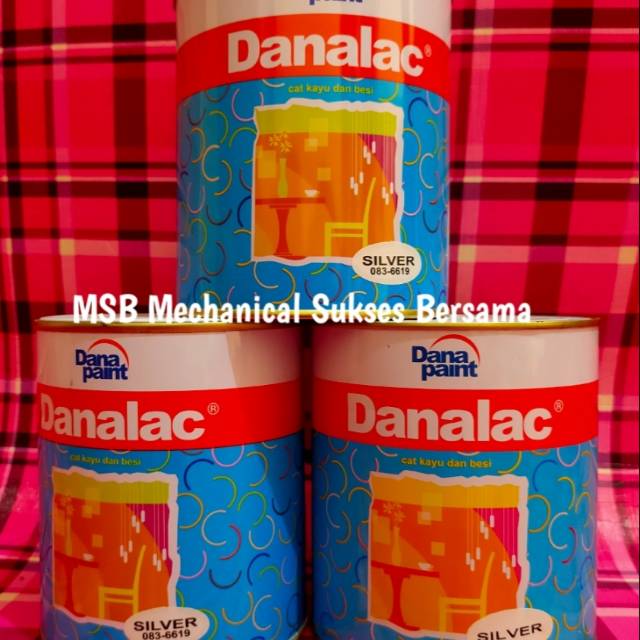 paint
Danalac®
cat kayu dan besi
SILVER
083-6619
MSB Mechanical Sukses Bersama
Dana
paint
Danalac®
cat kayu dan besi
SILVER
083-6619
Dana
paint
Danalac®
cat kayu dan besi
SILVER